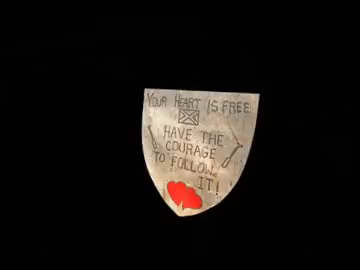 YOUR HEART IS FREE
HAVE THE
COURAGE
TO FOLLOW
IT!